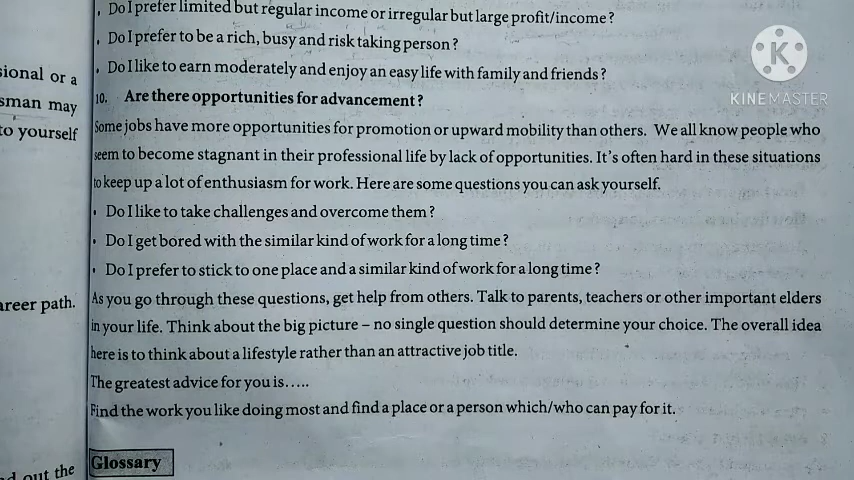 • Do I prefer limited but regular income or irregular but large profit/income?
• Do I prefer to be a rich, busy and risk taking person?
sional or a
• Do I like to earn moderately and enjoy an easy life with family and friends?
sman may
10. Are there opportunities for advancement?
KINEMASTER
to yourself
Some jobs have more opportunities for promotion or upward mobility than others. We all know people who
seem to become stagnant in their professional life by lack of opportunities. It's often hard in these situations
to keep up a lot of enthusiasm for work. Here are some questions you can ask yourself.
• Do I like to take challenges and overcome them?
• Do I get bored with the similar kind of work for a long time?
• Do I prefer to stick to one place and a similar kind of work for a long time?
areer path.
As you go through these questions, get help from others. Talk to parents, teachers or other important elders
in your life. Think about the big picture – no single question should determine your choice. The overall idea
here is to think about a lifestyle rather than an attractive job title.
The greatest advice for you is.....
Find the work you like doing most and find a place or a person which/who can pay for it.
d out the
Glossary